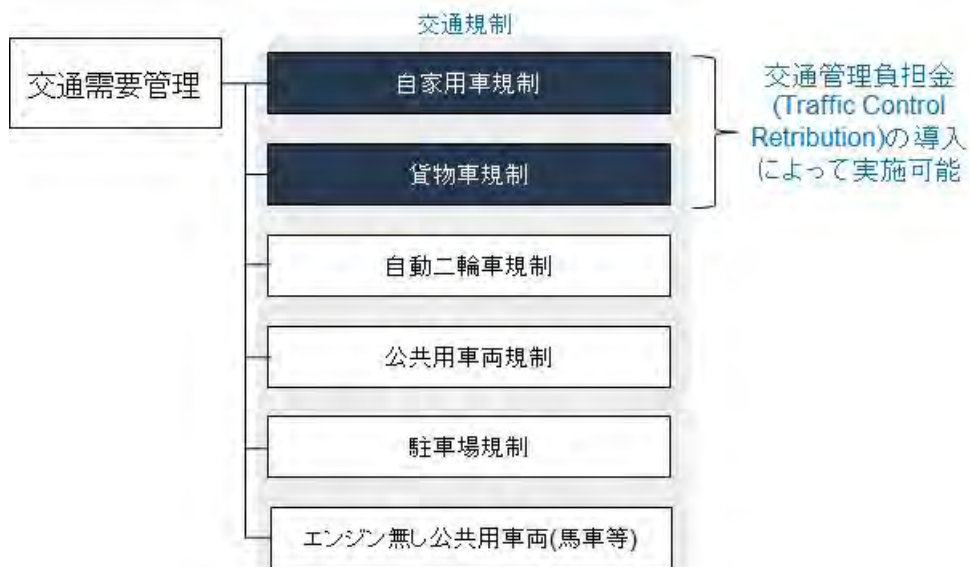 交通規制
交通需要管理
自家用車規制
貨物車規制
自動二輪車規制
公共用車両規制
駐車場規制
エンジン無し公共用車両(馬車等)
交通管理負担金
(Traffic Control
Retribution)の導入
によって実施可能